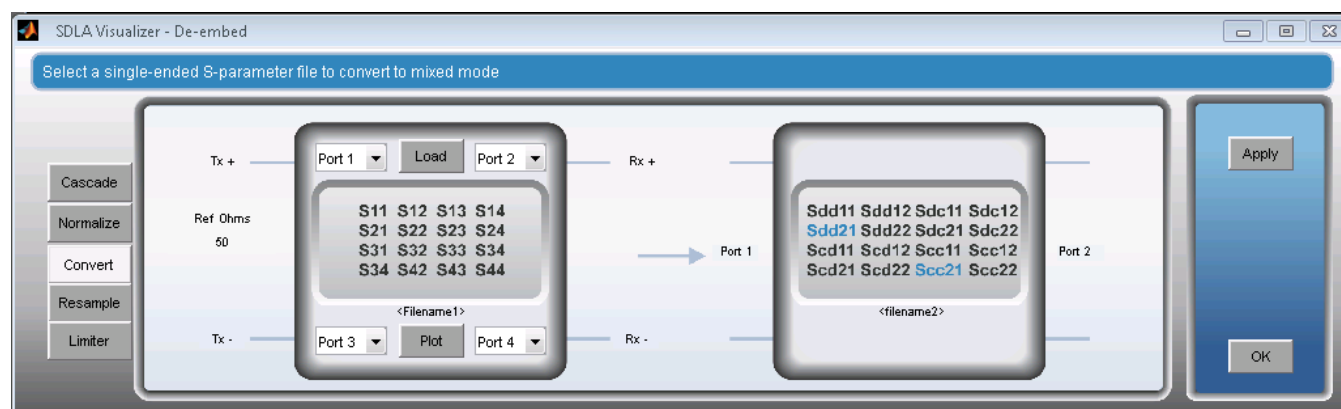 SDLA Visualizer - De-embed
Select a single-ended S-parameter file to convert to mixed mode
Cascade
Normalize
Convert
Resample
Limiter
Tx +
Ref Ohms
50
Tx -
Port 1 Load Port 2
S11 S12 S13 S14
S21 S22 S23 S24
S31 S32 S33 S34
S34 S42 S43 S44
<Filename1>
Port 3 Plot Port 4
Rx +
Rx -
Port 1
Sdd11 Sdd12 Sdc11 Sdc12
Sdd21 Sdd22 Sdc21 Sdc22
Scd11 Scd12 Scc11 Scc12
Scd21 Scd22 Scc21 Scc22
<filename2>
Port 2
Apply
OK